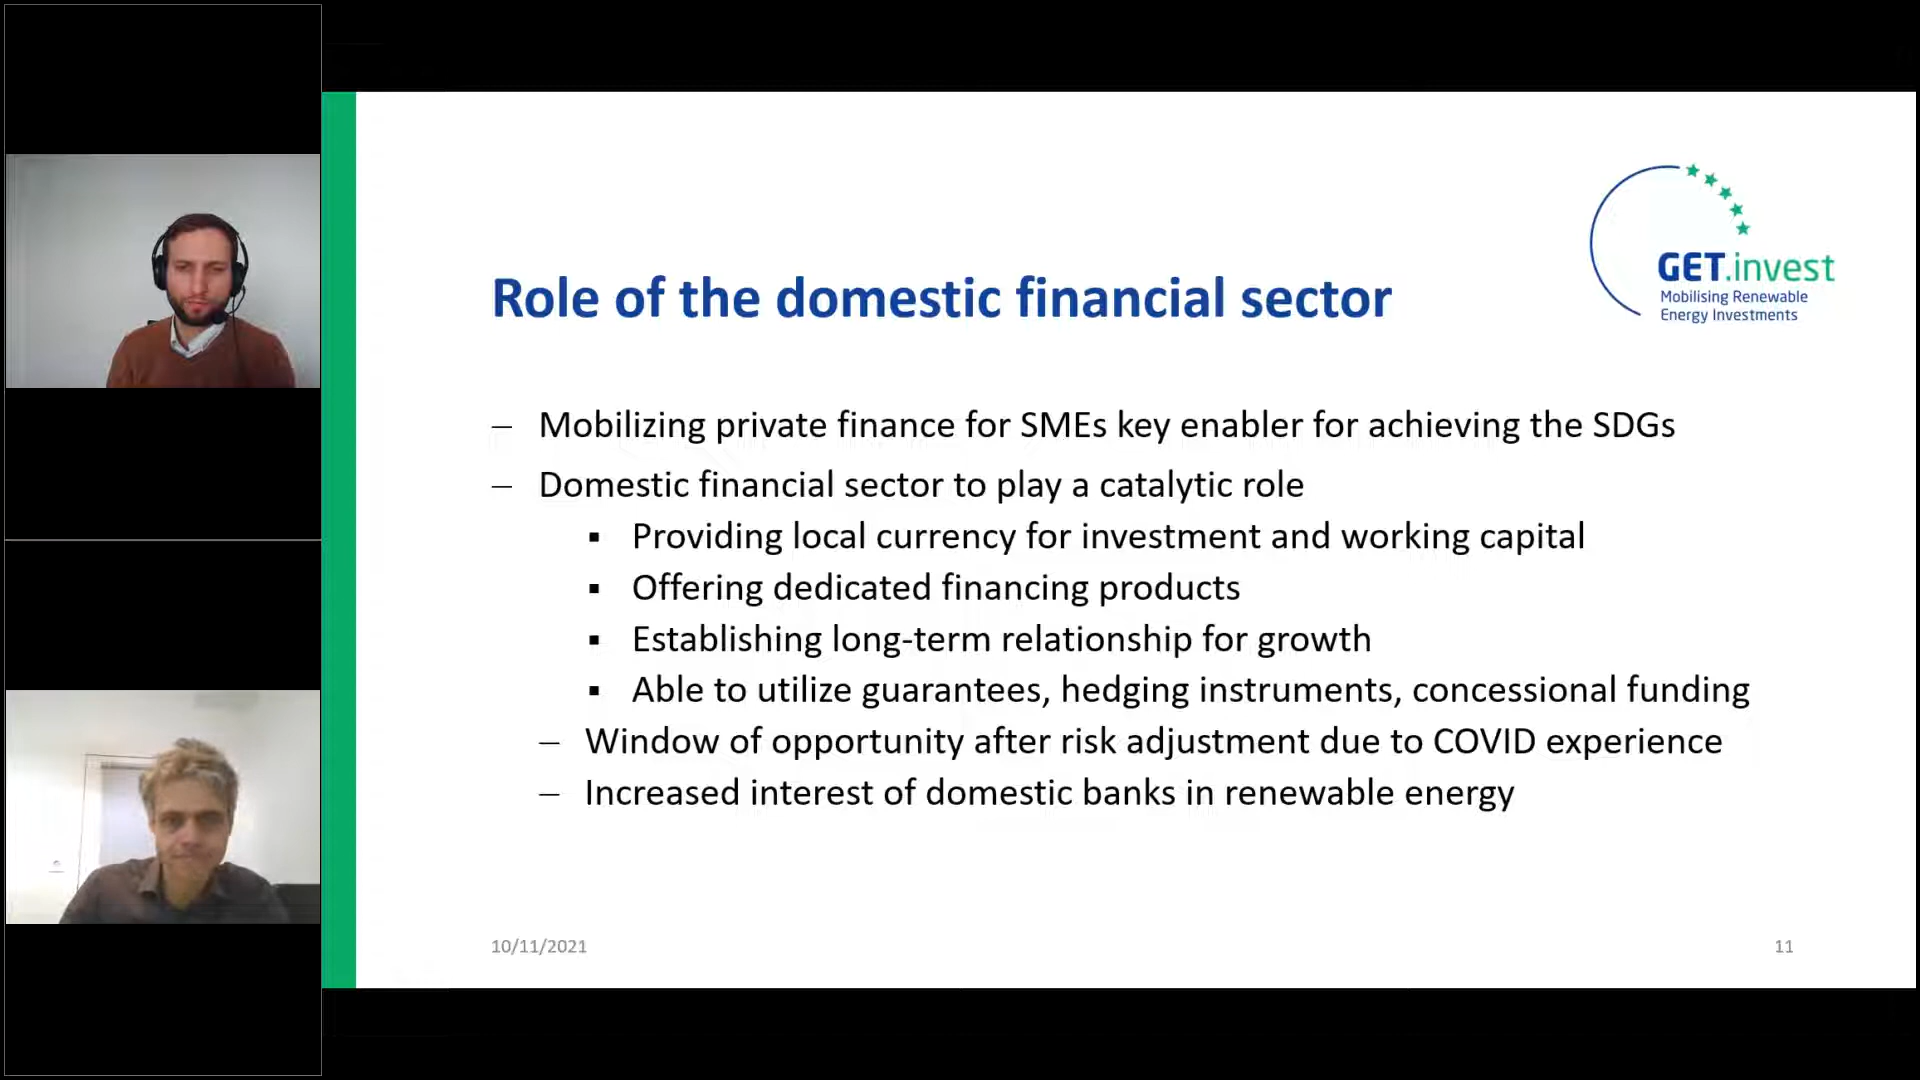 GET.invest
Mobilising Renewable
Energy Investments
Role of the domestic financial sector
– Mobilizing private finance for SMEs key enabler for achieving the SDGs
– Domestic financial sector to play a catalytic role
▪ Providing local currency for investment and working capital
▪ Offering dedicated financing products
▪ Establishing long-term relationship for growth
▪ Able to utilize guarantees, hedging instruments, concessional funding
– Window of opportunity after risk adjustment due to COVID experience
– Increased interest of domestic banks in renewable energy
10/11/2021
11